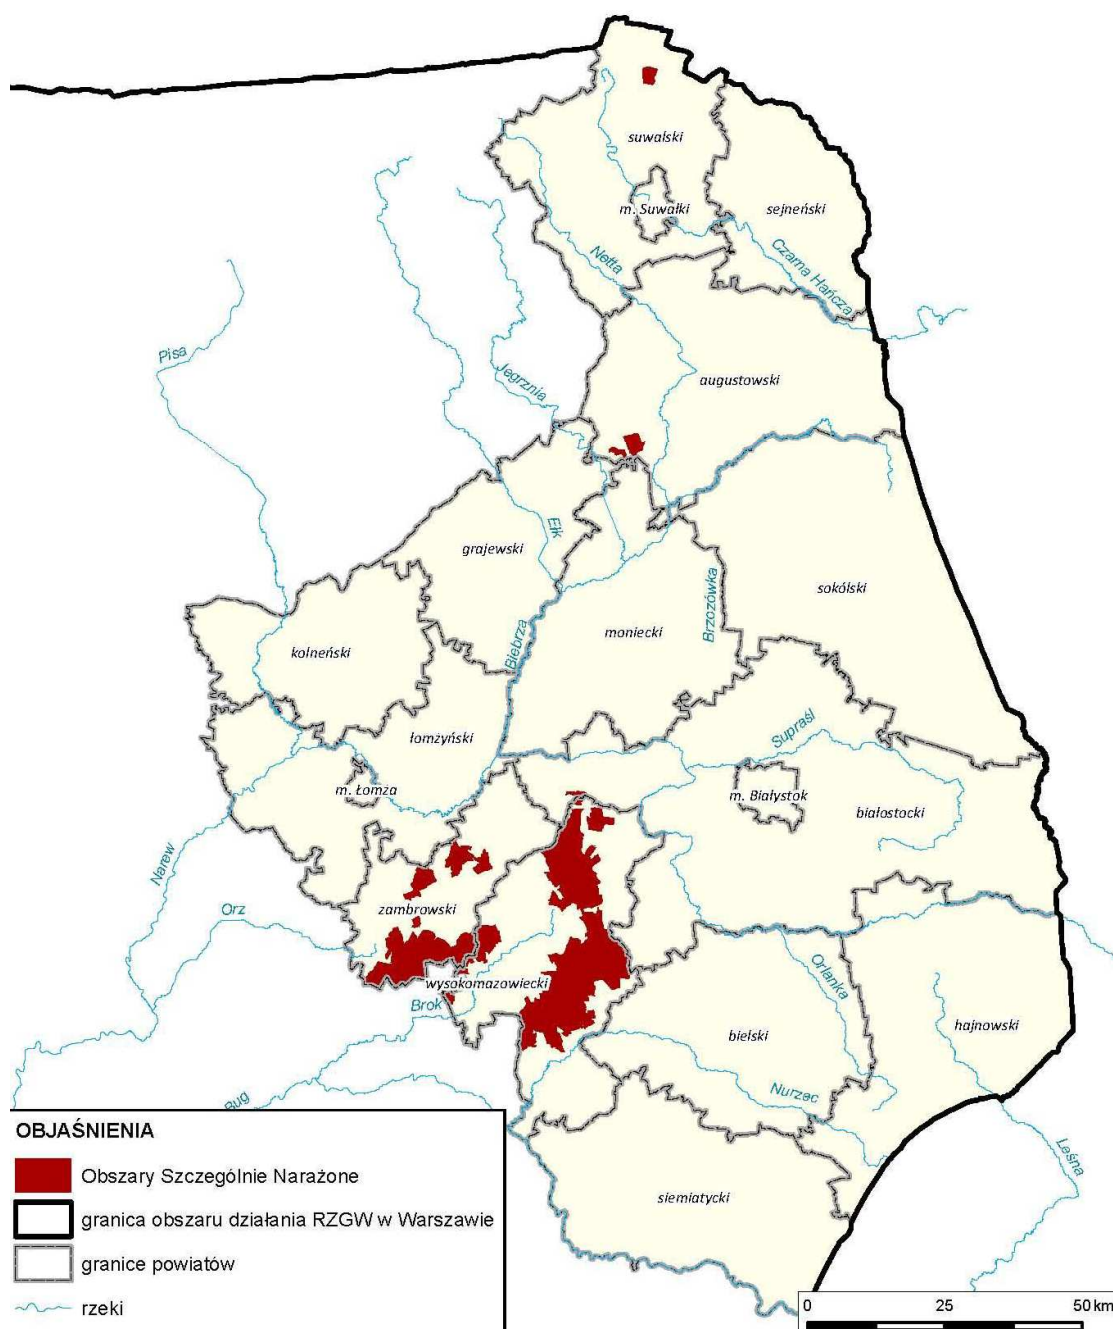 suwalski
m. Suwałki
sejneński
Netta
Czarna Hańcza
Pisa
Jegrznia
augustowski
Ełk
grajewski
Brzozówka
sokólski
kolneński
Biebrza
moniecki
łomżyński
Supraśl
m. Łomża
m. Białystok
białostocki
Narew
Orz
zambrowski
wysokomazowiecki
Brok
Orlanka
bielski
hajnowski
Nurzec
Bug
Leśna
siemiatycki
OBJAŚNIENIA
Obszary Szczególnie Narażone
granica obszaru działania RZGW w Warszawie
granice powiatów
rzeki
0 25 50 km